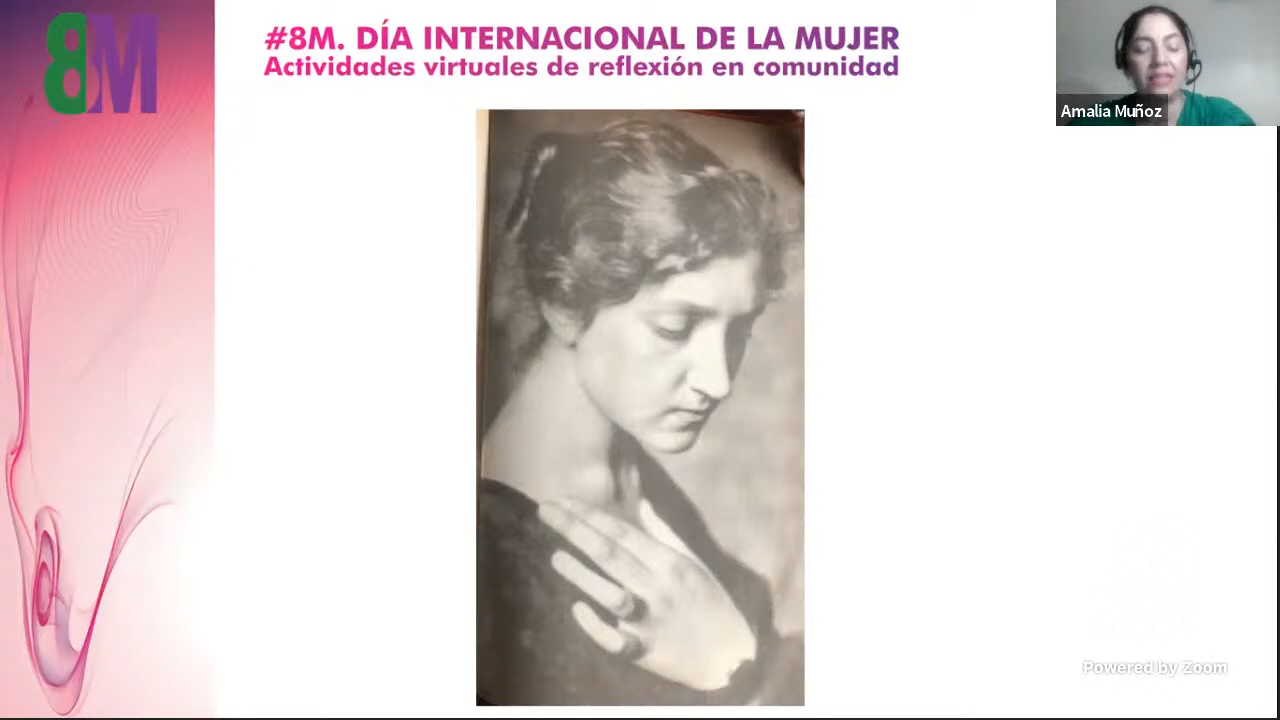 8M
#8M. DÍA INTERNACIONAL DE LA MUJER
Actividades virtuales de reflexión en comunidad
Amalia Muñoz
Powered by Zoom